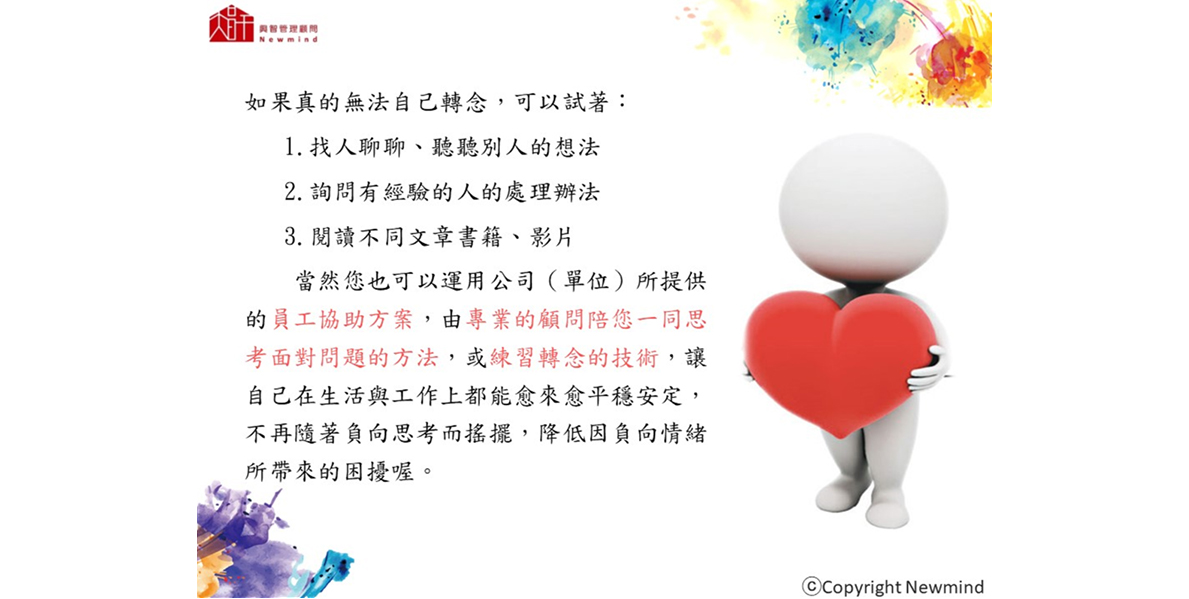 興智管理顧問
Newmind
如果真的無法自己轉念，可以試著：
1.找人聊聊、聽聽別人的想法
2.詢問有經驗的人的處理辦法
3.閱讀不同文章書籍、影片
當然您也可以運用公司（單位）所提供
的員工協助方案，由專業的顧問陪您一同思
考面對問題的方法，或練習轉念的技術，讓
自己在生活與工作上都能愈來愈平穩安定，
不再隨著負向思考而搖擺，降低因負向情緒
所帶來的困擾喔。
ⓒCopyright Newmind